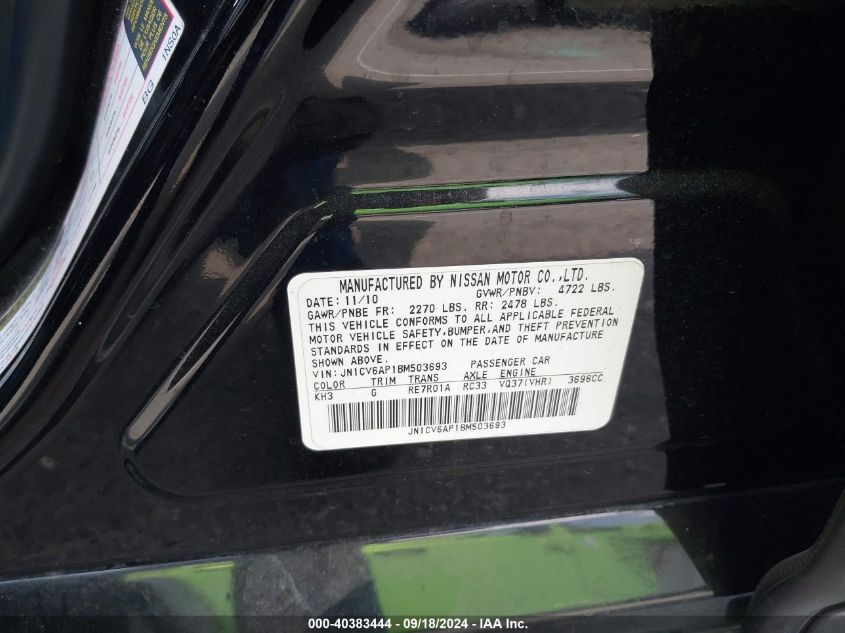 BG 1NS0A
MANUFACTURED BY NISSAN MOTOR CO.,LTD.
DATE: 11/10 GVWR/PNBV: 4722 LBS.
GAWR/PNBE FR: 2270 LBS. RR: 2478 LBS.
THIS VEHICLE CONFORMS TO ALL APPLICABLE FEDERAL
MOTOR VEHICLE SAFETY,BUMPER,AND THEFT PREVENTION
STANDARDS IN EFFECT ON THE DATE OF MANUFACTURE
SHOWN ABOVE.
VIN:JN1CV6AP1BM503693 PASSENGER CAR
COLOR TRIM TRANS AXLE ENGINE
KH3 G RE7R01A RC33 VQ37(VHR) 3696CC
JN1CV6AP1BM503693
000-40383444 - 09/18/2024 - IAA Inc.